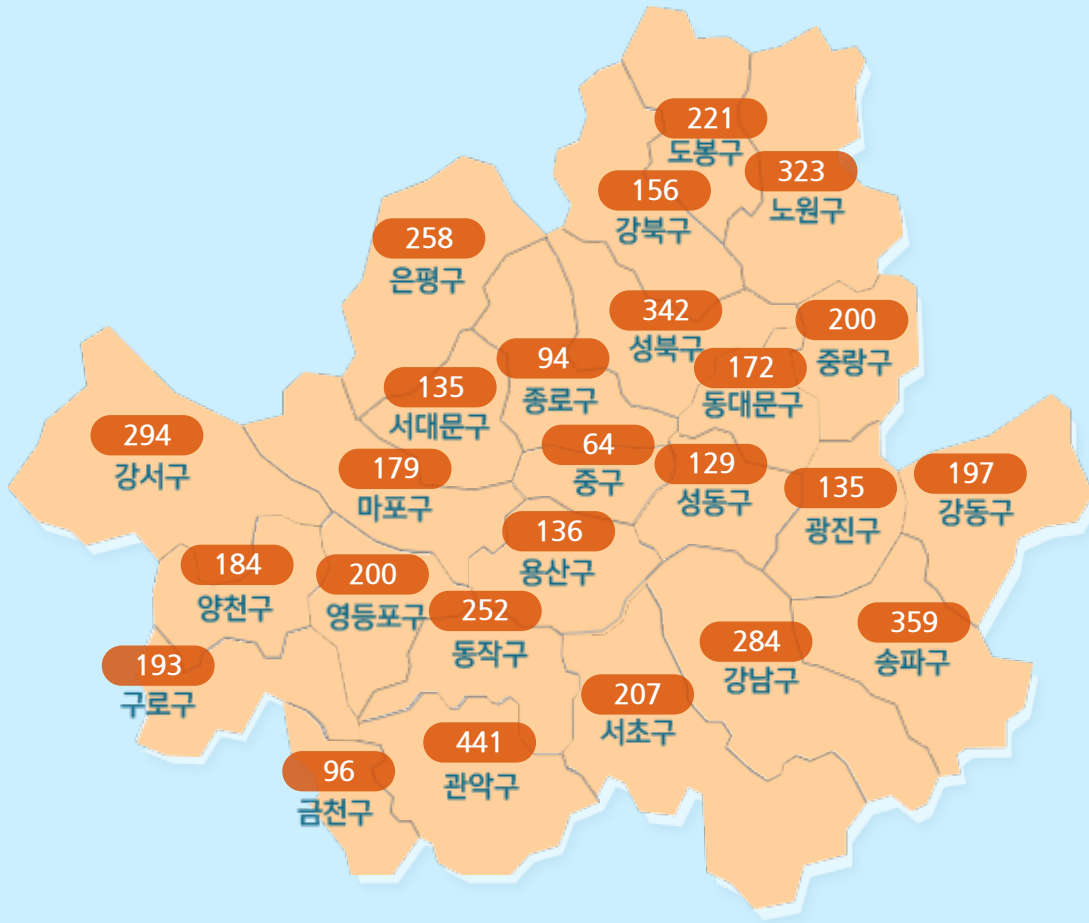 221
도봉구
323
노원구
156
강북구
258
은평구
342
성북구
200
중랑구
94
종로구
172
동대문구
135
서대문구
294
강서구
64
중구
129
성동구
179
마포구
135
광진구
197
강동구
136
용산구
184
양천구
200
영등포구
252
동작구
359
송파구
284
강남구
193
구로구
207
서초구
441
관악구
96
금천구